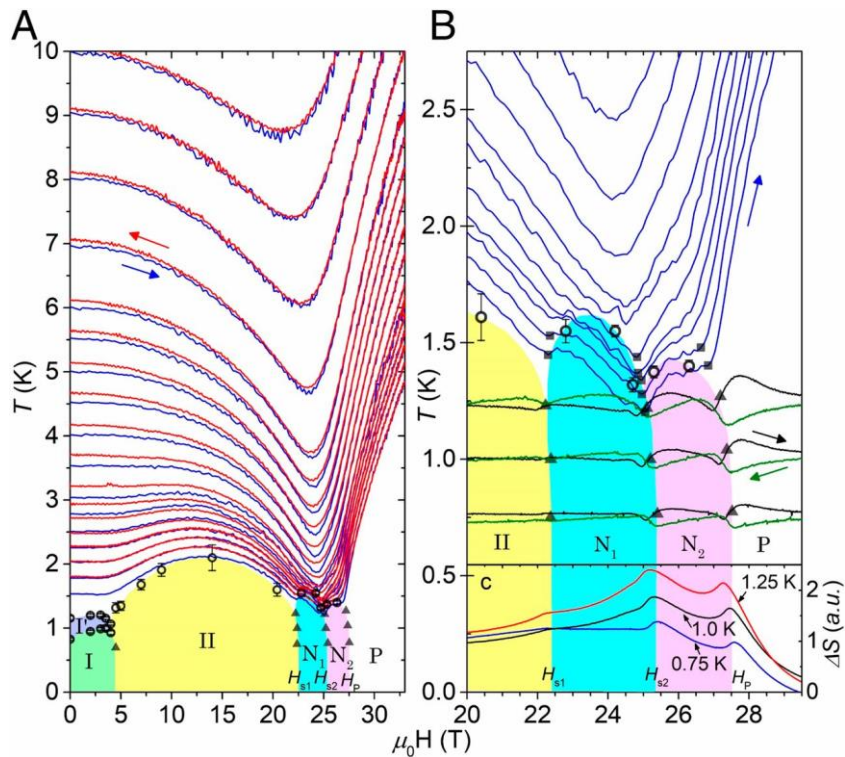 A
B
10
9
8
7
6
5
4
3
2
1
0
T (K)
I'
I
II
N₁
N₂
P
Hs1
Hs2
HP
0
5
10
15
20
25
30
2.5
2.0
1.5
1.0
0.5
0.0
T (K)
II
N₁
N₂
P
C
1.25 K
1.0 K
0.75 K
2
1
0
ΔS (a.u.)
Hs1
Hs2
HP
20
22
24
26
28
μ₀H (T)